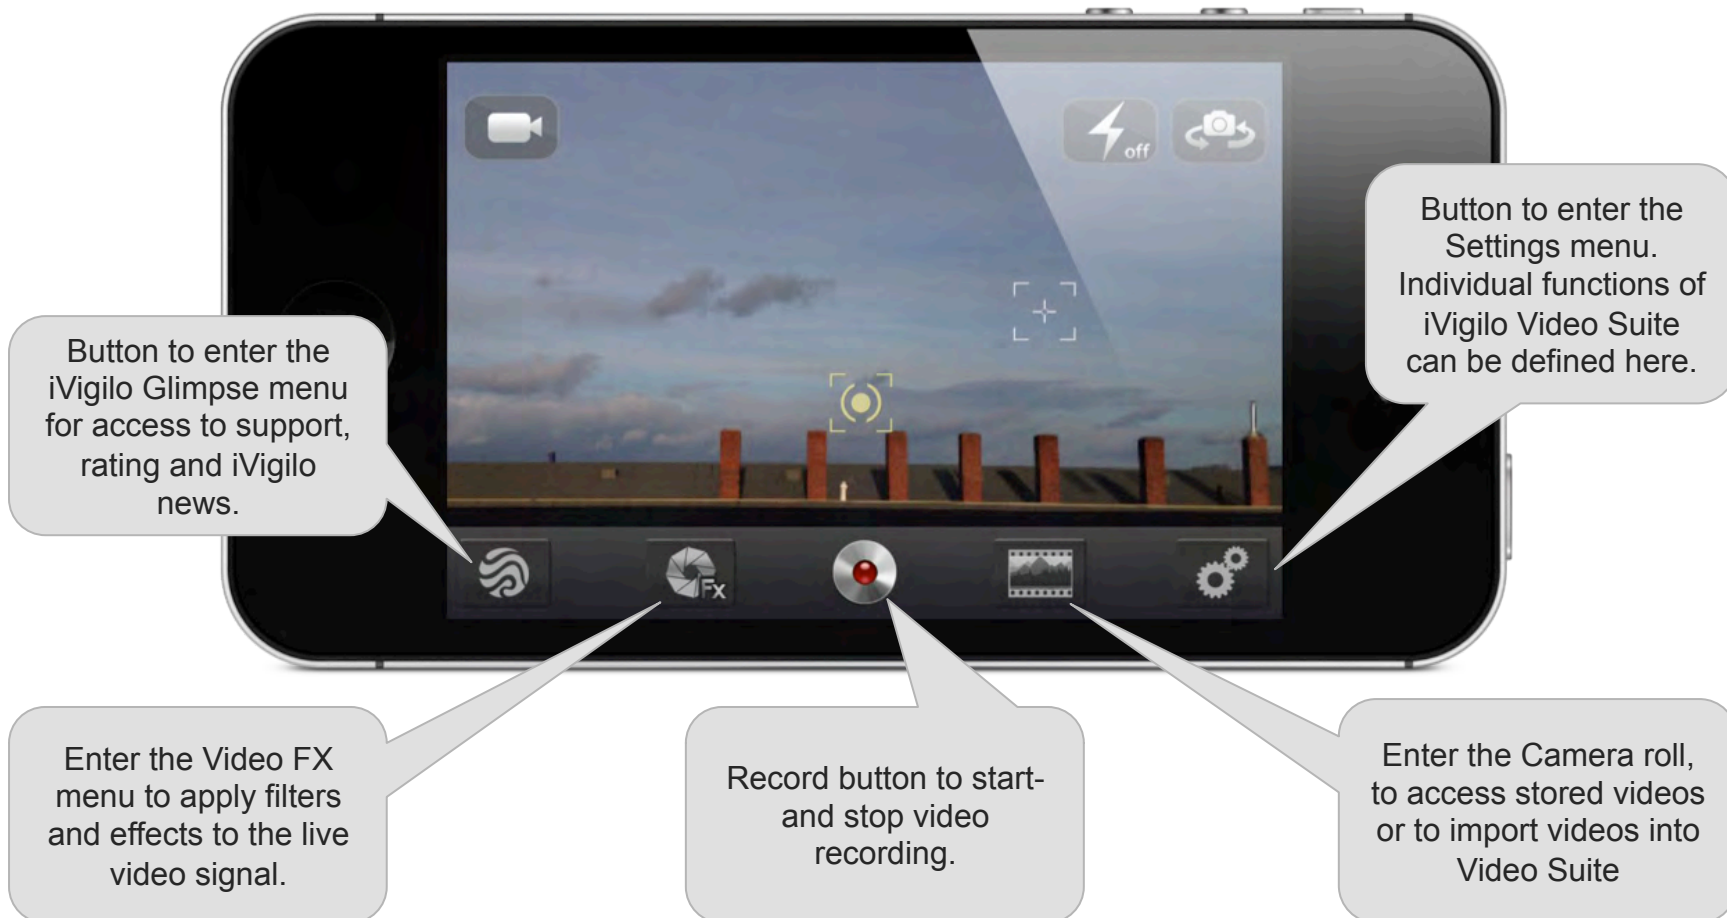 off
Button to enter the
Settings menu.
Individual functions of
iVigilo Video Suite
can be defined here.
Button to enter the
iVigilo Glimpse menu
for access to support,
rating and iVigilo
news.
Fx
Enter the Video FX
menu to apply filters
and effects to the live
video signal.
Record button to start-
and stop video
recording.
Enter the Camera roll,
to access stored videos
or to import videos into
Video Suite